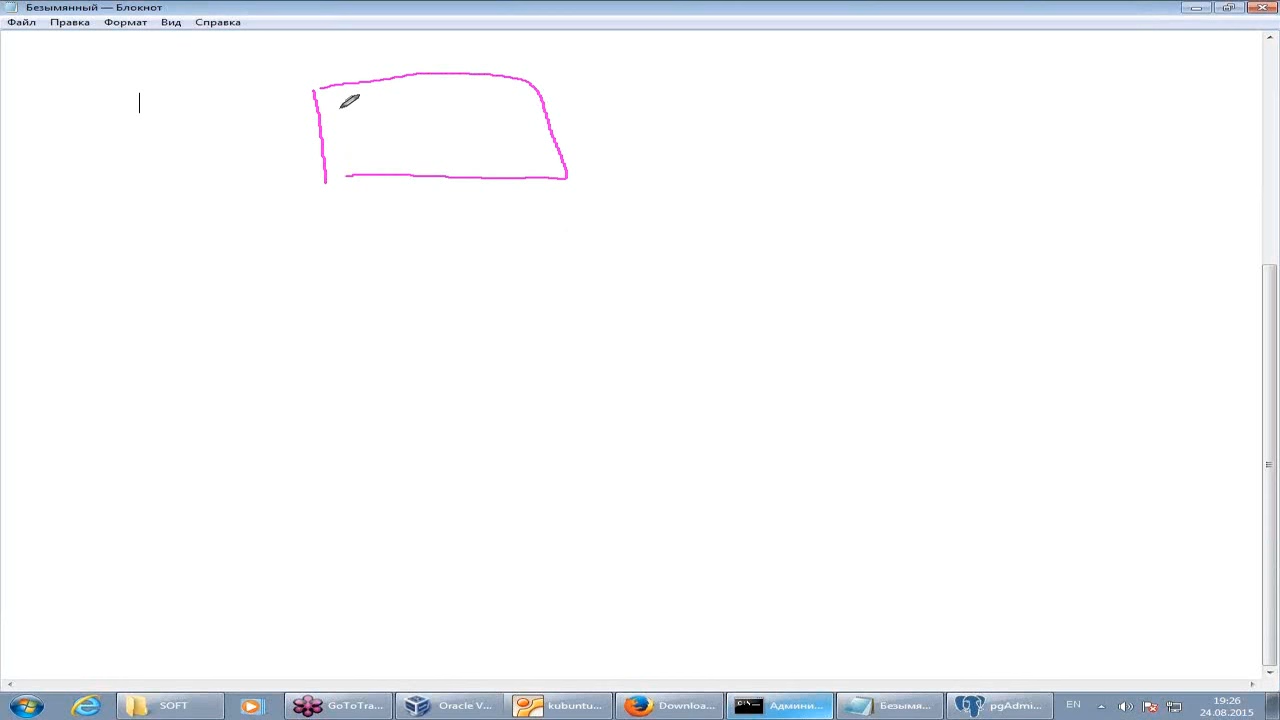 Безымянный — Блокнот
Файл Правка Формат Вид Справка
SOFT GoToTra... Oracle V... kubuntu... Downloa... Админи... Безымя... pgAdmi... EN 19:26
24.08.2015